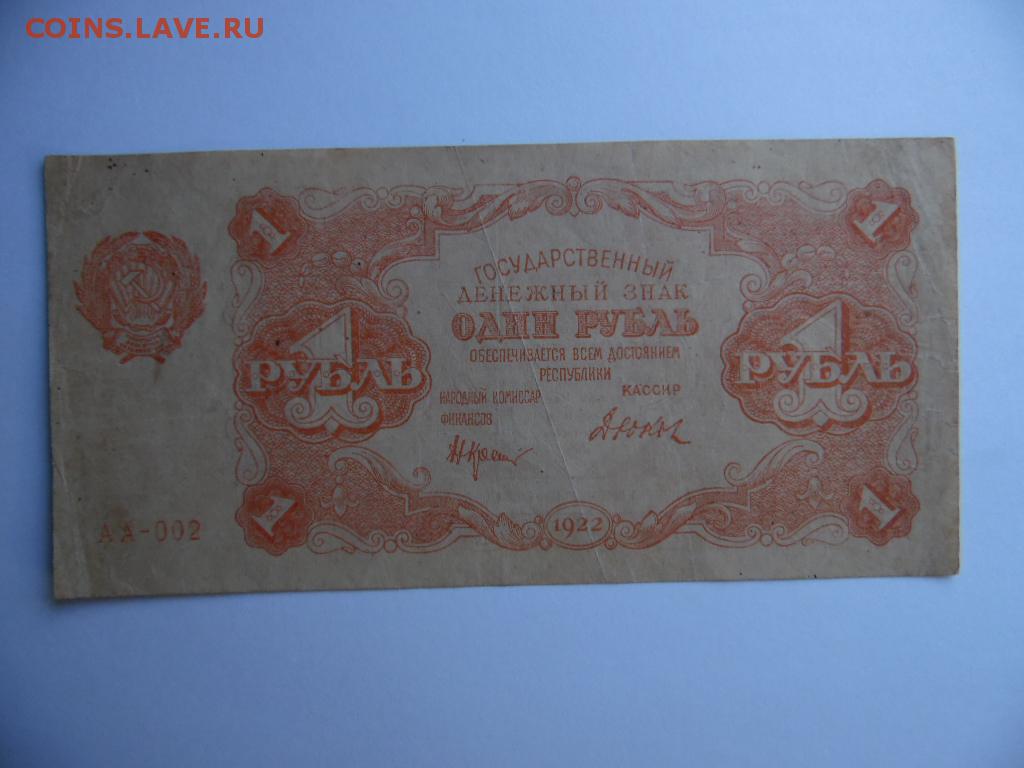 COINS.LAVE.RU
1
1
ГОСУДАРСТВЕННЫЙ
ДЕНЕЖНЫЙ ЗНАК
ОДИН РУБЛЬ
ОБЕСПЕЧИВАЕТСЯ ВСЕМ ДОСТОЯНИЕМ
РЕСПУБЛИКИ
1
РУБЛЬ
1
РУБЛЬ
НАРОДНЫЙ КОМИССАР
ФИНАНСОВ
КАССИР
АА-002
1
1922
1